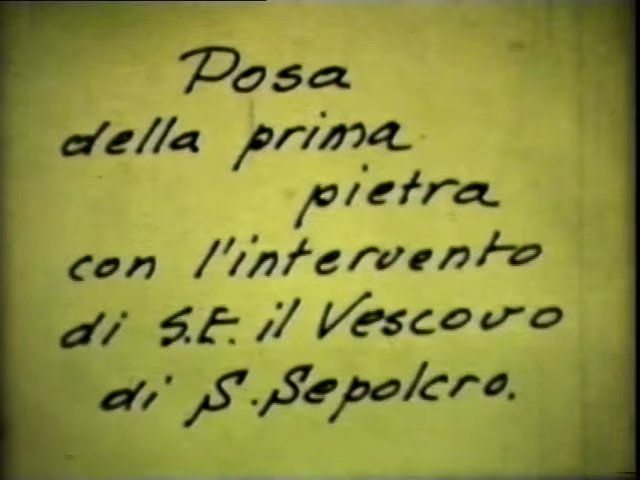 Posa
della prima
pietra
con l'intervento
di S.E. il Vescovo
di S. Sepolcro.